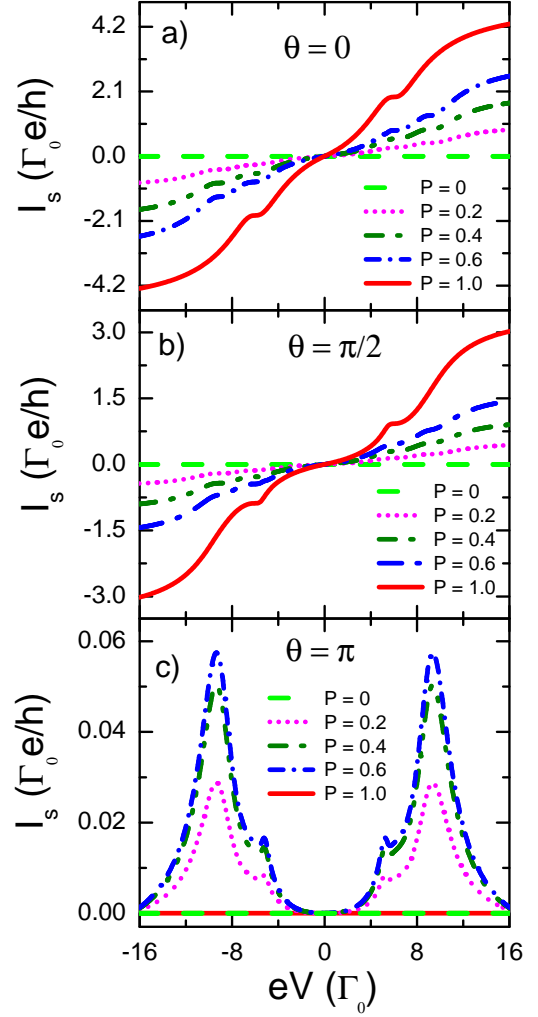 a)
θ = 0
I_s (Γ_0 e/h)
4.2
2.1
0.0
-2.1
-4.2
P = 0
P = 0.2
P = 0.4
P = 0.6
P = 1.0
b)
θ = π/2
I_s (Γ_0 e/h)
3.0
1.5
0.0
-1.5
-3.0
P = 0
P = 0.2
P = 0.4
P = 0.6
P = 1.0
c)
θ = π
I_s (Γ_0 e/h)
0.06
0.04
0.02
0.00
P = 0
P = 0.2
P = 0.4
P = 0.6
P = 1.0
-16 -8 0 8 16
eV (Γ_0)